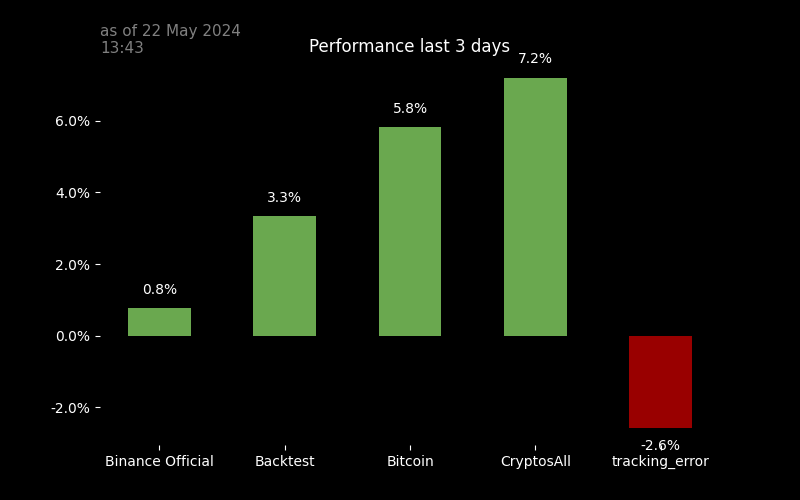 as of 22 May 2024
13:43
Performance last 3 days
7.2%
5.8%
3.3%
0.8%
-2.6%
6.0%
4.0%
2.0%
0.0%
-2.0%
Binance Official
Backtest
Bitcoin
CryptosAll
tracking_error